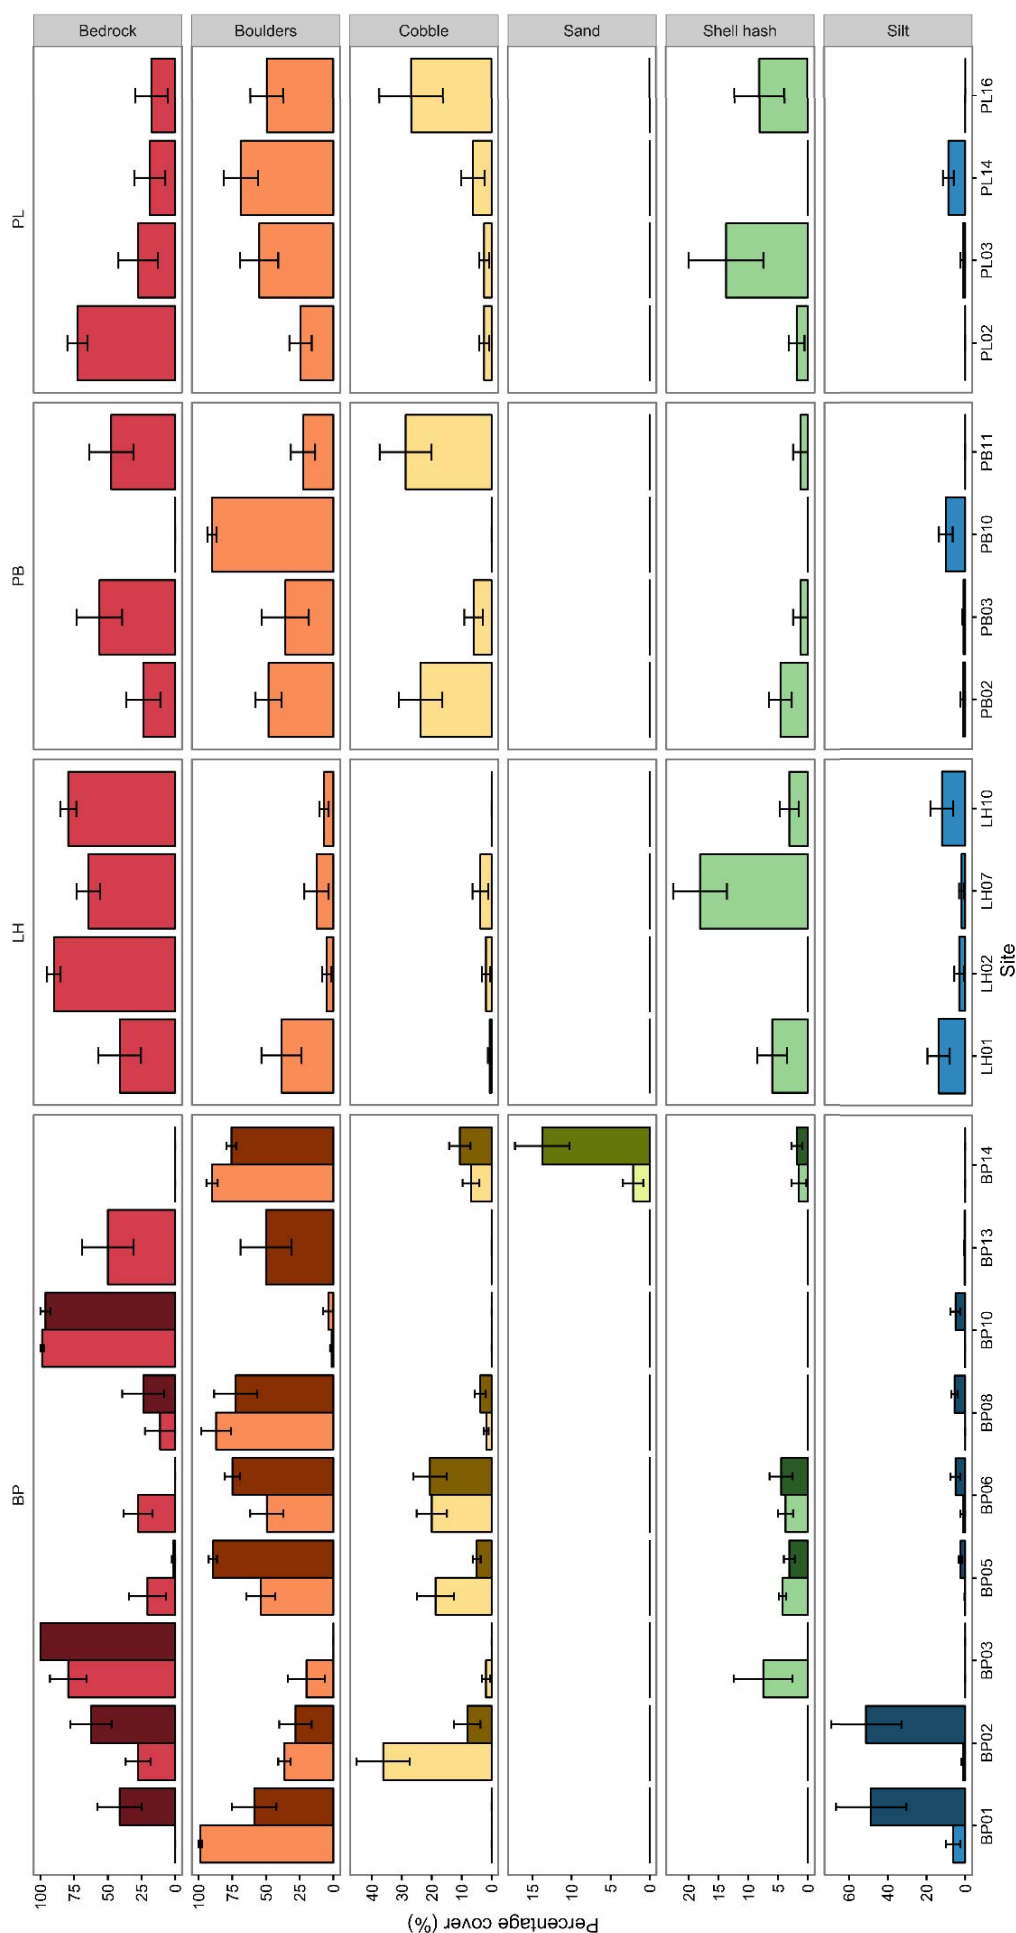 BP
LH
PB
PL
100
75
50
25
0
Bedrock
100
75
50
25
0
Boulders
40
30
20
10
0
Cobble
15
10
5
0
Sand
20
15
10
5
0
Shell hash
60
40
20
0
Silt
BP01 BP02 BP03 BP05 BP06 BP08 BP10 BP13 BP14 LH01 LH02 LH07 LH10 PB02 PB03 PB10 PB11 PL02 PL03 PL14 PL16
Site
Percentage cover (%)